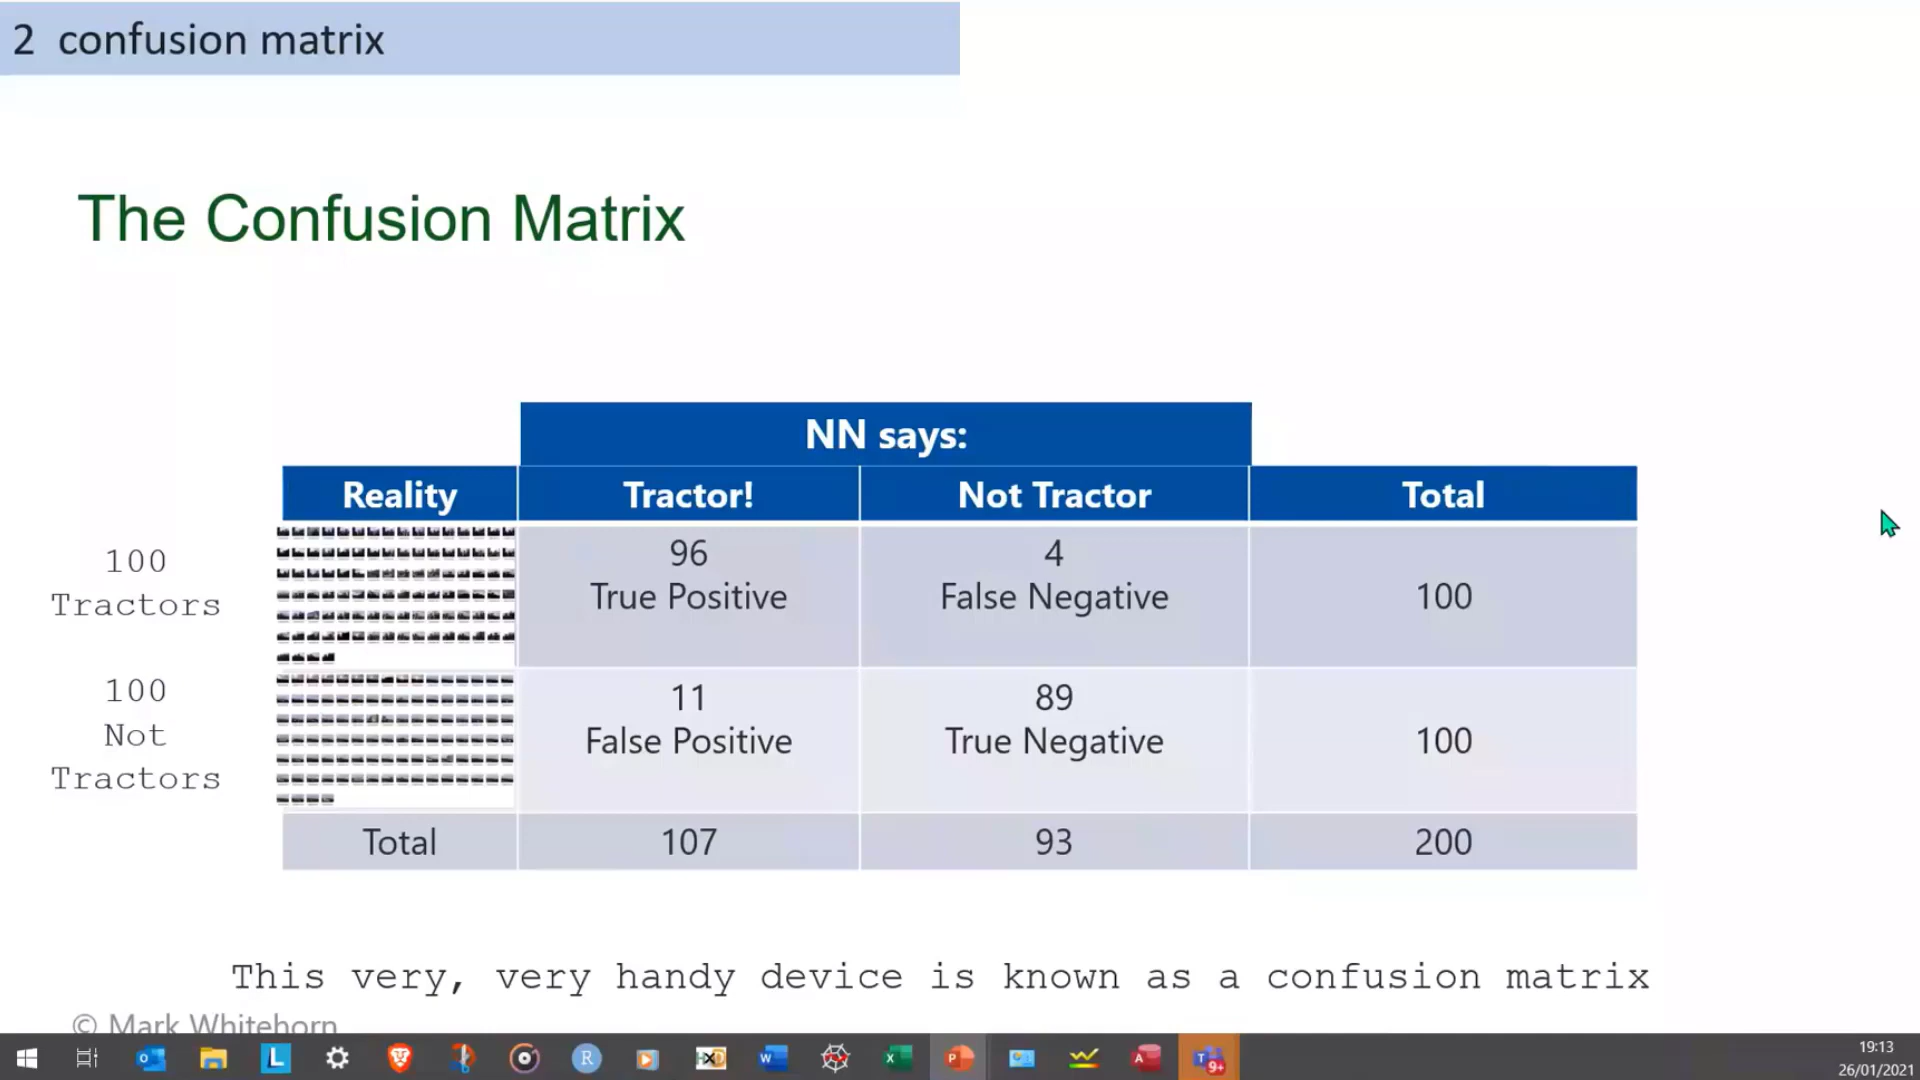 2 confusion matrix
The Confusion Matrix
NN says:
Reality Tractor! Not Tractor Total
100
Tractors
96
True Positive
4
False Negative
100
100
Not
Tractors
11
False Positive
89
True Negative
100
Total 107 93 200
This very, very handy device is known as a confusion matrix
© Mark Whitehorn
19:13
26/01/2021